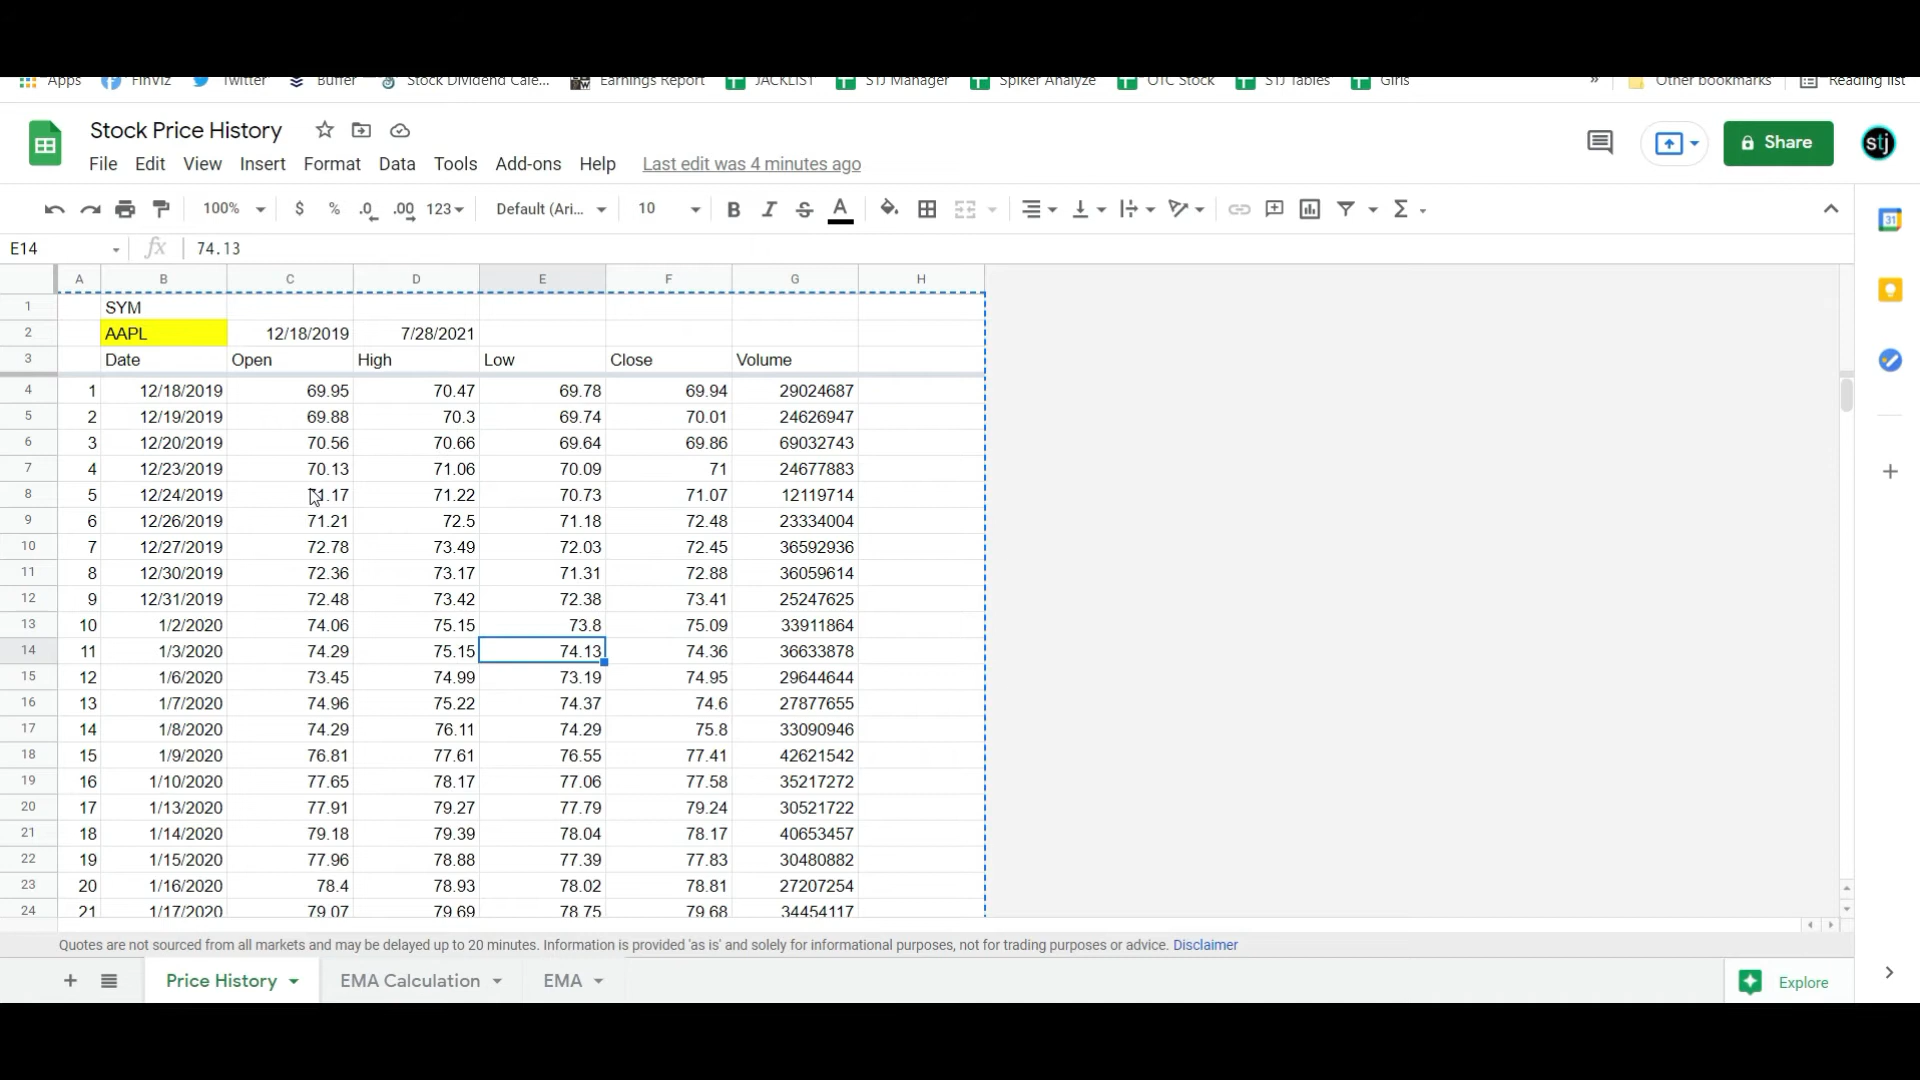 Apps FinViz Twitter Buffer Stock Dividend Cale... Earnings Report JACKLIST STJ Manager Spiker Analyze OTC Stock STJ Tables Girls » Other bookmarks Reading list
Stock Price History
File Edit View Insert Format Data Tools Add-ons Help Last edit was 4 minutes ago
Share
stj
100% $ % .0 .00 123 Default (Ari... 10 B I S A Σ
31
E14 fx 74.13
A B C D E F G H
1 SYM
2 AAPL 12/18/2019 7/28/2021
3 Date Open High Low Close Volume
4 1 12/18/2019 69.95 70.47 69.78 69.94 29024687
5 2 12/19/2019 69.88 70.3 69.74 70.01 24626947
6 3 12/20/2019 70.56 70.66 69.64 69.86 69032743
7 4 12/23/2019 70.13 71.06 70.09 71 24677883
8 5 12/24/2019 71.17 71.22 70.73 71.07 12119714
9 6 12/26/2019 71.21 72.5 71.18 72.48 23334004
10 7 12/27/2019 72.78 73.49 72.03 72.45 36592936
11 8 12/30/2019 72.36 73.17 71.31 72.88 36059614
12 9 12/31/2019 72.48 73.42 72.38 73.41 25247625
13 10 1/2/2020 74.06 75.15 73.8 75.09 33911864
14 11 1/3/2020 74.29 75.15 74.13 74.36 36633878
15 12 1/6/2020 73.45 74.99 73.19 74.95 29644644
16 13 1/7/2020 74.96 75.22 74.37 74.6 27877655
17 14 1/8/2020 74.29 76.11 74.29 75.8 33090946
18 15 1/9/2020 76.81 77.61 76.55 77.41 42621542
19 16 1/10/2020 77.65 78.17 77.06 77.58 35217272
20 17 1/13/2020 77.91 79.27 77.79 79.24 30521722
21 18 1/14/2020 79.18 79.39 78.04 78.17 40653457
22 19 1/15/2020 77.96 78.88 77.39 77.83 30480882
23 20 1/16/2020 78.4 78.93 78.02 78.81 27207254
24 21 1/17/2020 79.07 79.69 78.75 79.68 34454117
Quotes are not sourced from all markets and may be delayed up to 20 minutes. Information is provided 'as is' and solely for informational purposes, not for trading purposes or advice. Disclaimer
Price History EMA Calculation EMA Explore